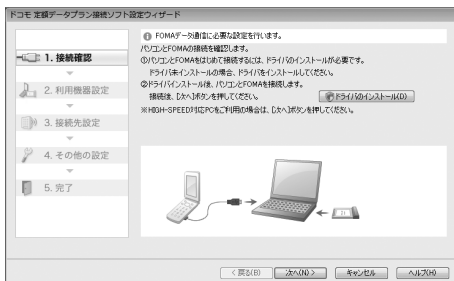 ドコモ 定額データプラン接続ソフト 設定ウィザード
1. 接続確認
2. 利用機器設定
3. 接続先設定
4. その他の設定
5. 完了
FOMAデータ通信に必要な設定を行います。
パソコンとFOMAの接続を確認します。
①パソコンとFOMAをはじめて接続するには、ドライバのインストールが必要です。
ドライバ未インストールの場合、ドライバをインストールしてください。
②ドライバインストール後、パソコンとFOMAを接続します。
接続後、[次へ]ボタンを押してください。
ドライバのインストール(D)
※HIGH-SPEED対応PCをご利用の場合は、[次へ]ボタンを押してください。
< 戻る(B)
次へ(N) >
キャンセル
ヘルプ(H)